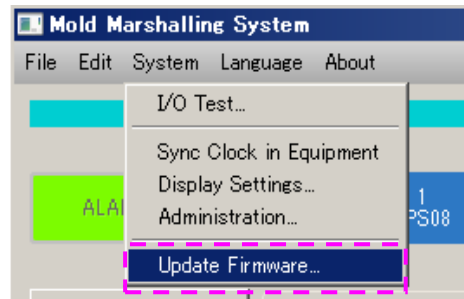 Mold Marshalling System
File Edit System Language About
I/O Test...
Sync Clock in Equipment
Display Settings...
Administration...
Update Firmware...
1
PS08